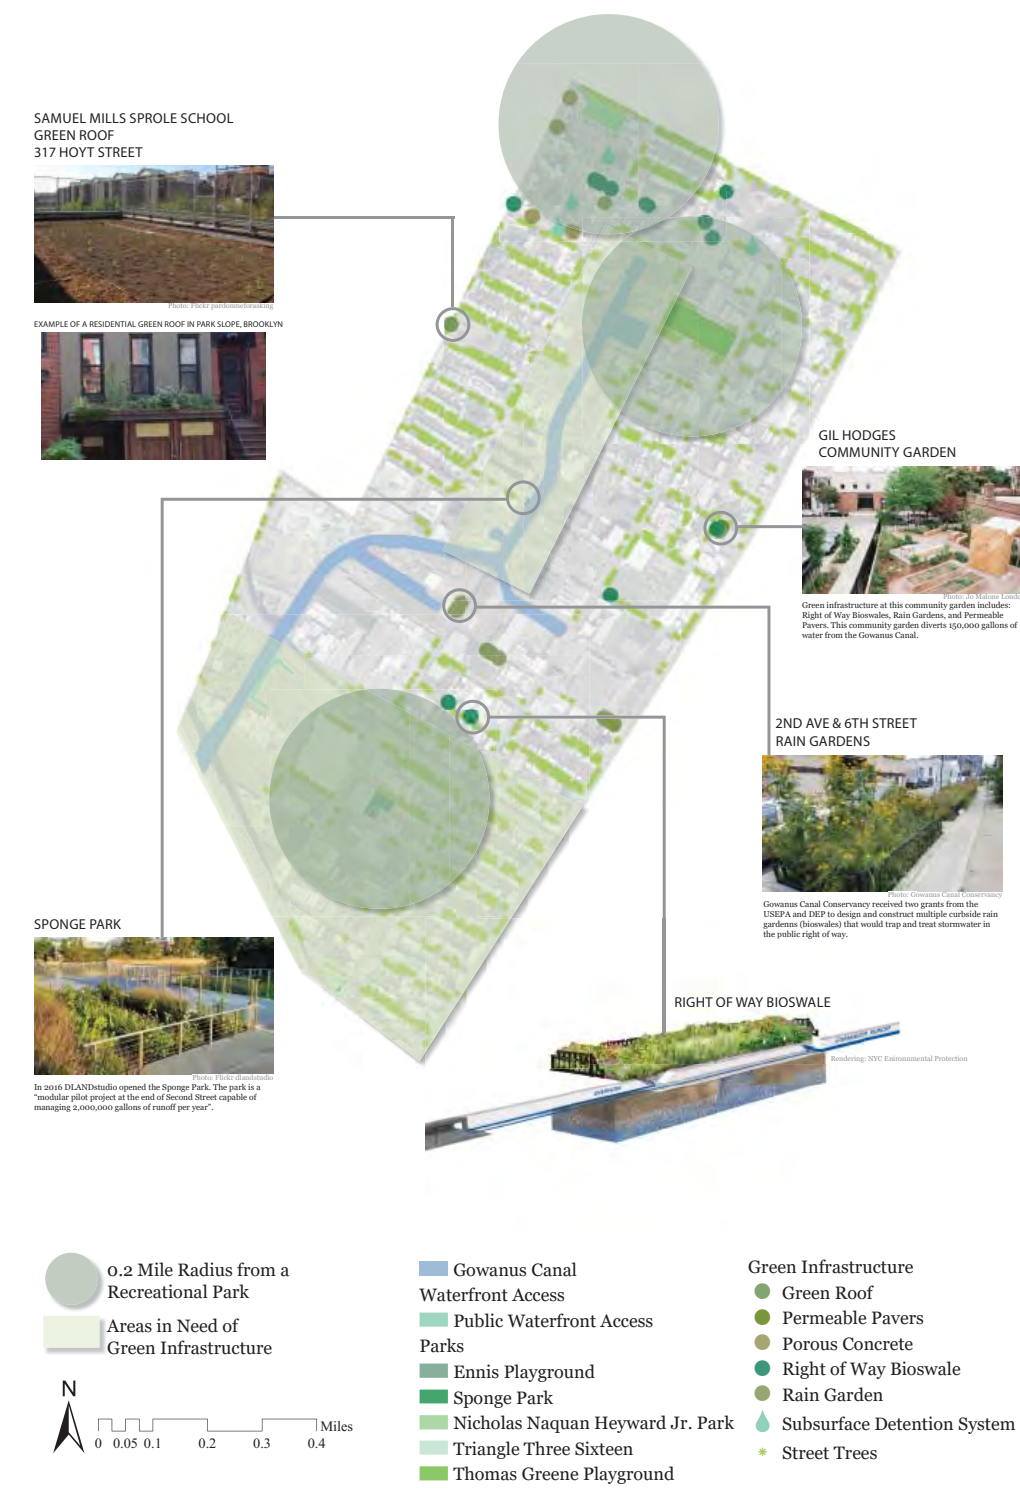 SAMUEL MILLS SPROLE SCHOOL
GREEN ROOF
317 HOYT STREET
Photo: Flickr pardonmeforasking
EXAMPLE OF A RESIDENTIAL GREEN ROOF IN PARK SLOPE, BROOKLYN
GIL HODGES
COMMUNITY GARDEN
Photo: Jo Malone London
Green infrastructure at this community garden includes:
Right of Way Bioswales, Rain Gardens, and Permeable
Pavers. This community garden diverts 150,000 gallons of
water from the Gowanus Canal.
2ND AVE & 6TH STREET
RAIN GARDENS
Photo: Gowanus Canal Conservancy
Gowanus Canal Conservancy received two grants from the
USEPA and DEP to design and construct multiple curbside rain
gardenns (bioswales) that would trap and treat stormwater in
the public right of way.
SPONGE PARK
Photo: Flickr dlandstudio
In 2016 DLANDstudio opened the Sponge Park. The park is a
“modular pilot project at the end of Second Street capable of
managing 2,000,000 gallons of runoff per year”.
RIGHT OF WAY BIOSWALE
Rendering: NYC Enironnmental Protection
0.2 Mile Radius from a
Recreational Park
Areas in Need of
Green Infrastructure
N
Miles
0 0.05 0.1 0.2 0.3 0.4
Gowanus Canal
Waterfront Access
Public Waterfront Access
Parks
Ennis Playground
Sponge Park
Nicholas Naquan Heyward Jr. Park
Triangle Three Sixteen
Thomas Greene Playground
Green Infrastructure
Green Roof
Permeable Pavers
Porous Concrete
Right of Way Bioswale
Rain Garden
Subsurface Detention System
Street Trees